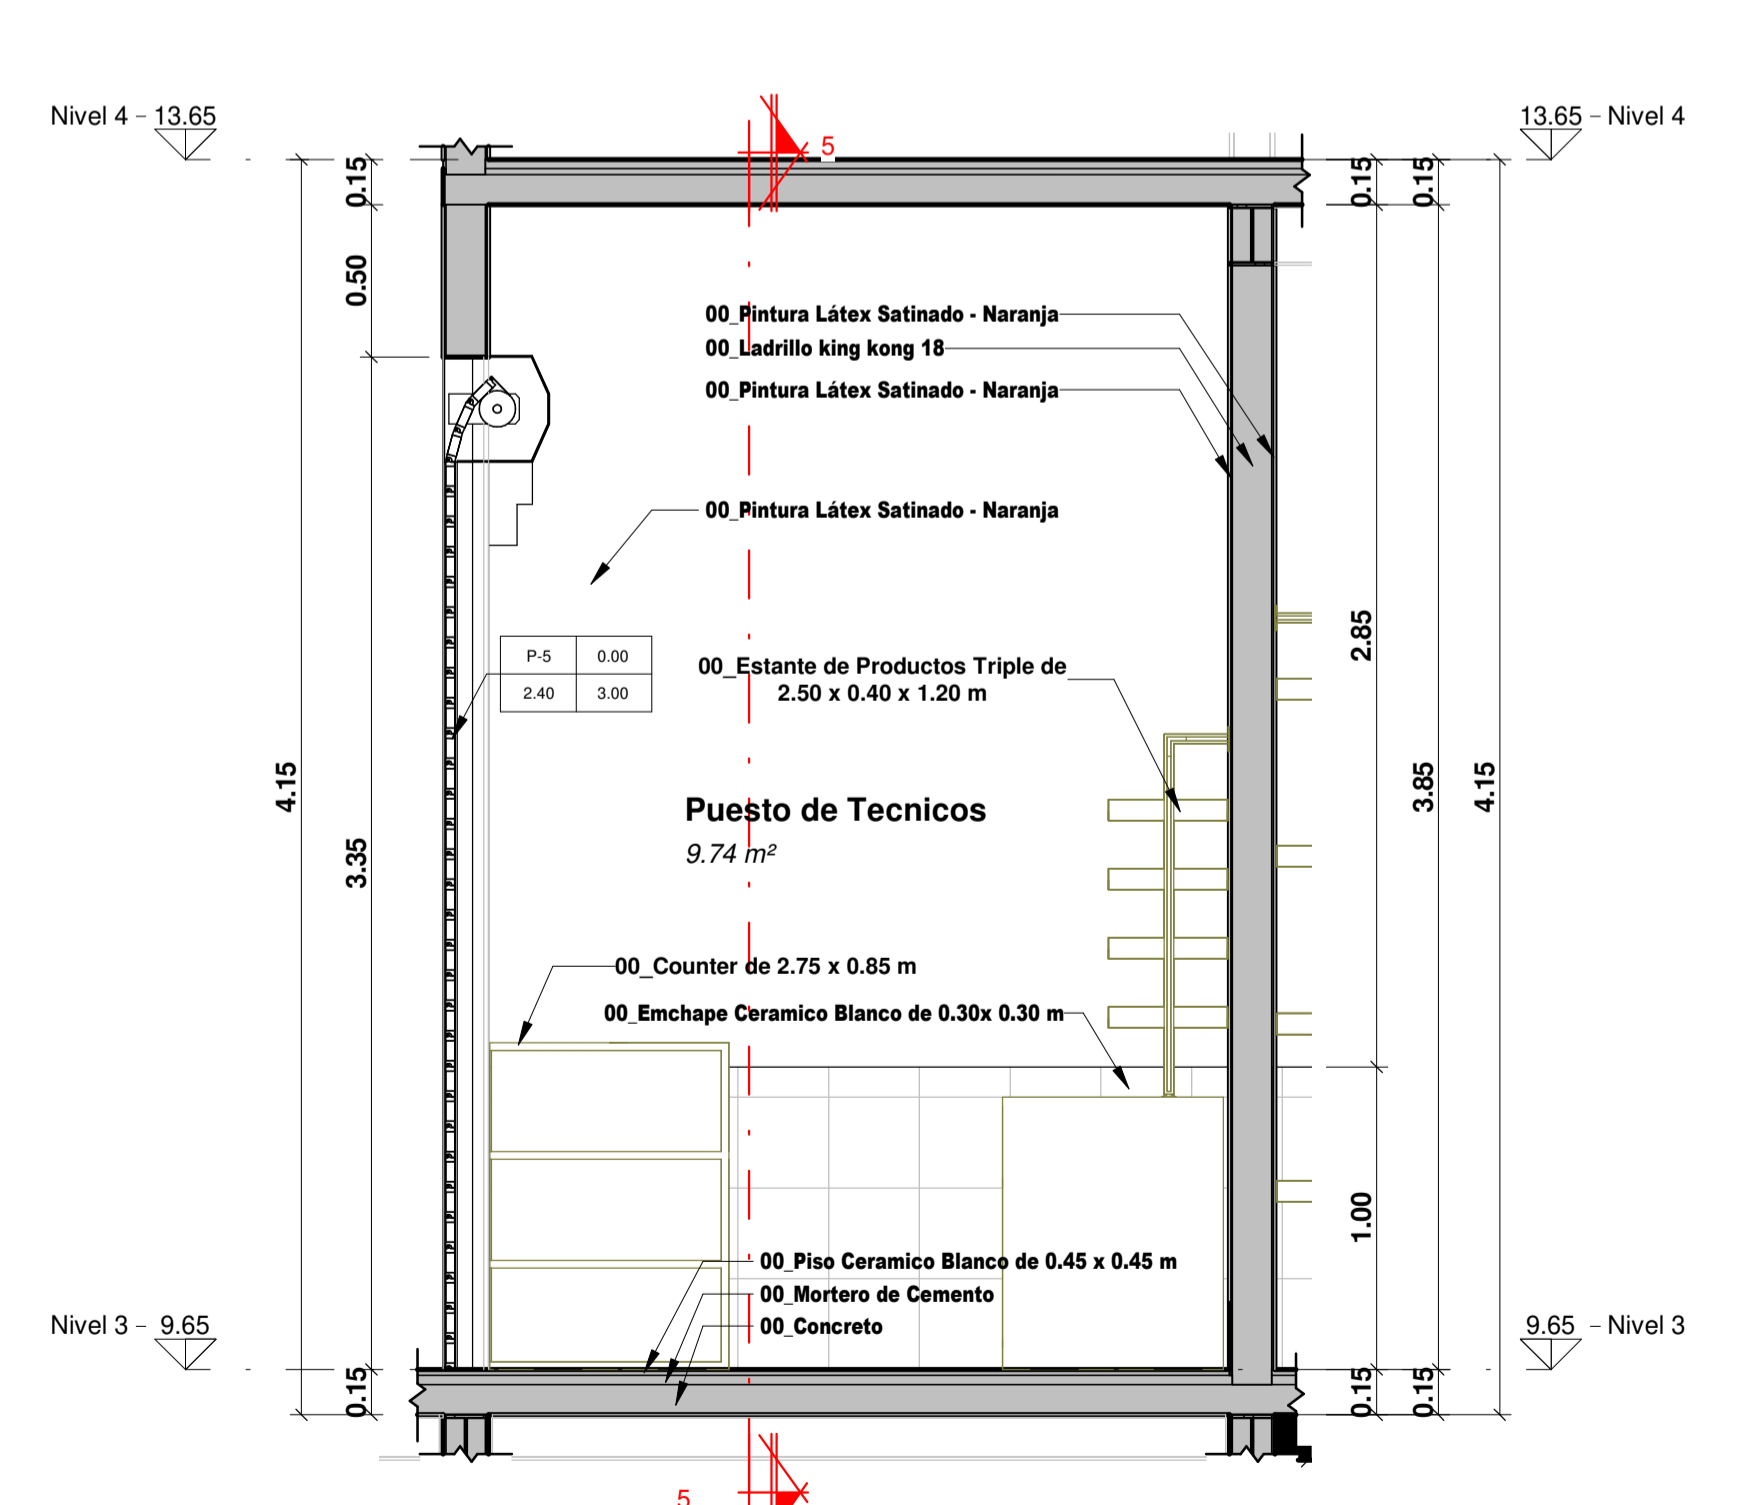 Nivel 4 – 13.65
13.65 – Nivel 4
5
0.15
0.15
0.15
0.50
00_Pintura Látex Satinado - Naranja
00_Ladrillo king kong 18
00_Pintura Látex Satinado - Naranja
00_Pintura Látex Satinado - Naranja
P-5 0.00
2.40 3.00
00_Estante de Productos Triple de
2.50 x 0.40 x 1.20 m
2.85
4.15
3.85
4.15
Puesto de Tecnicos
9.74 m²
3.35
00_Counter de 2.75 x 0.85 m
00_Emchape Ceramico Blanco de 0.30x 0.30 m
1.00
00_Piso Ceramico Blanco de 0.45 x 0.45 m
00_Mortero de Cemento
00_Concreto
Nivel 3 – 9.65
9.65 – Nivel 3
0.15
0.15
0.15
5